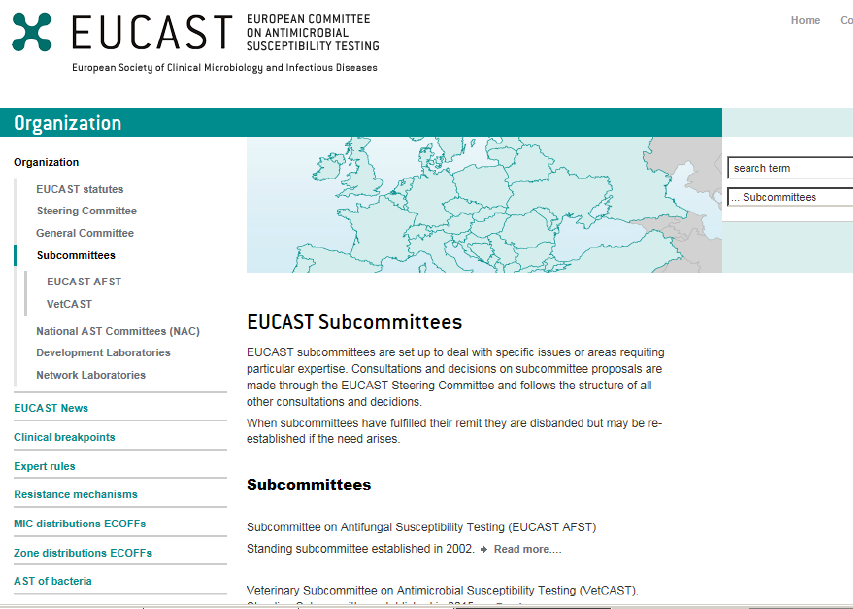 EUCAST
EUROPEAN COMMITTEE
ON ANTIMICROBIAL
SUSCEPTIBILITY TESTING
European Society of Clinical Microbiology and Infectious Diseases
Home
Co
Organization
search term
... Subcommittees
Organization
EUCAST statutes
Steering Committee
General Committee
Subcommittees
EUCAST AFST
VetCAST
National AST Committees (NAC)
Development Laboratories
Network Laboratories
EUCAST News
Clinical breakpoints
Expert rules
Resistance mechanisms
MIC distributions ECOFFs
Zone distributions ECOFFs
AST of bacteria
EUCAST Subcommittees
EUCAST subcommittees are set up to deal with specific issues or areas requiting
particular expertise. Consultations and decisions on subcommittee proposals are
made through the EUCAST Steering Committee and follows the structure of all
other consultations and decisions.
When subcommittees have fulfilled their remit they are disbanded but may be re-
established if the need arises.
Subcommittees
Subcommittee on Antifungal Susceptibility Testing (EUCAST AFST)
Standing subcommittee established in 2002. Read more....
Veterinary Subcommittee on Antimicrobial Susceptibility Testing (VetCAST).